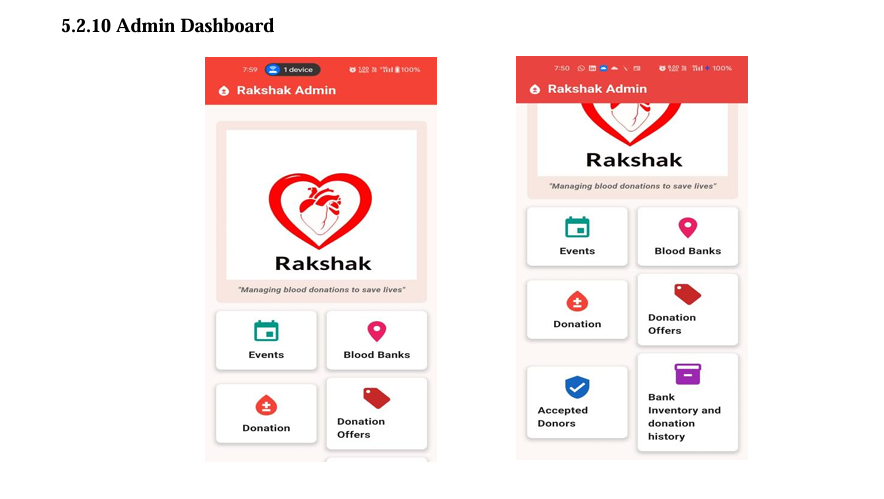 5.2.10 Admin Dashboard
7:59
1 device
100%
Rakshak Admin
Rakshak
"Managing blood donations to save lives"
Events
Blood Banks
Donation
Donation
Offers
7:50
100%
Rakshak Admin
Rakshak
"Managing blood donations to save lives"
Events
Blood Banks
Donation
Donation
Offers
Accepted
Donors
Bank
Inventory and
donation
history